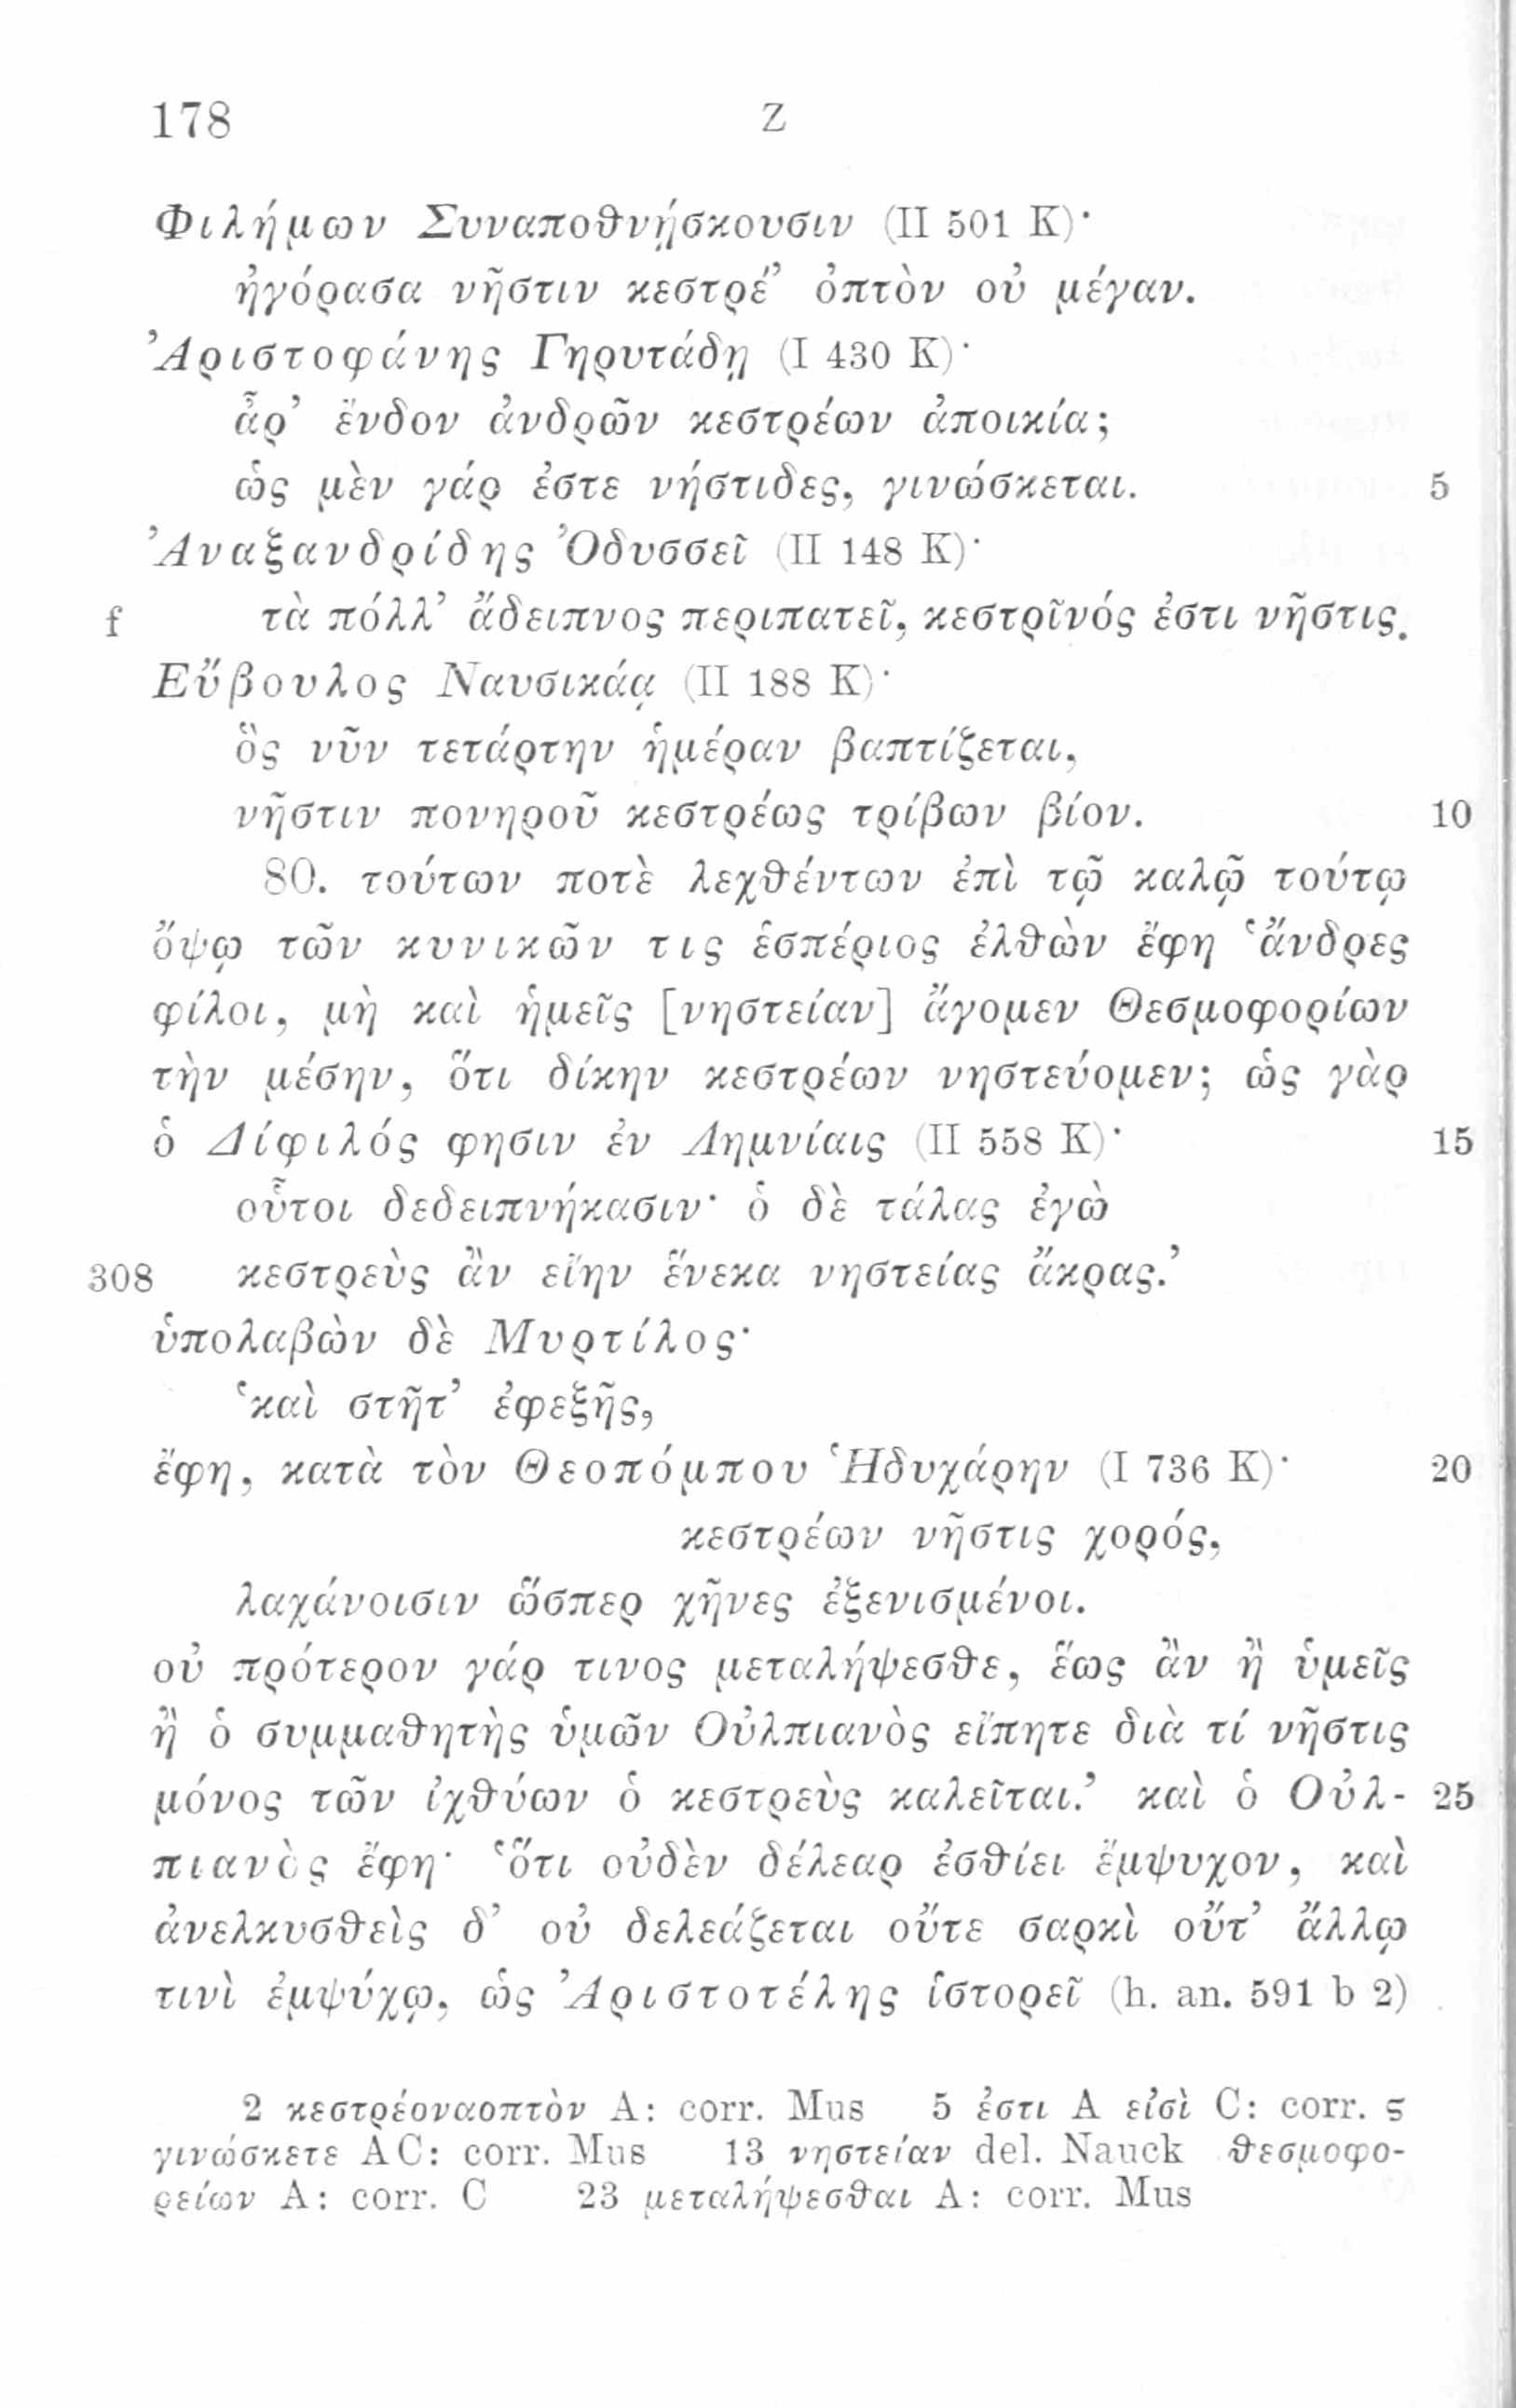 178 Ζ
Φιλήμων Συναποθνῄσκουσιν (II 501 K)·
ἠγόρασα νῆστιν κεστρέ’ ὀπτὸν οὐ μέγαν.
Ἀριστοφάνης Γηρυτάδῃ (I 430 K)·
ἆρ’ ἔνδον ἀνδρῶν κεστρέων ἀποικία;
ὡς μὲν γάρ ἐστε νήστιδες, γινώσκεται. 5
Ἀναξανδρίδης Ὀδυσσεῖ (II 148 K)·
f τὰ πόλλ’ ἄδειπνος περιπατεῖ, κεστρῖνός ἐστι νῆστις.
Εὔβουλος Ναυσικάᾳ (II 188 K)·
ὃς νῦν τετάρτην ἡμέραν βαπτίζεται,
νῆστιν πονηροῦ κεστρέως τρίβων βίον. 10
80. τούτων ποτὲ λεχθέντων ἐπὶ τῷ καλῷ τούτῳ
ὄψῳ τῶν κυνικῶν τις ἑσπέριος ἐλθὼν ἔφη ‘ἄνδρες
φίλοι, μὴ καὶ ἡμεῖς [νηστείαν] ἄγομεν Θεσμοφορίων
τὴν μέσην, ὅτι δίκην κεστρέων νηστεύομεν; ὡς γὰρ
ὁ Δίφιλός φησιν ἐν Λημνίαις (II 558 K)· 15
οὗτοι δεδειπνήκασιν· ὁ δὲ τάλας ἐγὼ
308 κεστρεὺς ἂν εἴην ἕνεκα νηστείας ἄκρας.’
ὑπολαβὼν δὲ Μυρτίλος·
‘καὶ στῆτ’ ἐφεξῆς,
ἔφη, κατὰ τὸν Θεοπόμπου Ἡδυχάρην (I 736 K)· 20
κεστρέων νῆστις χορός,
λαχάνοισιν ὥσπερ χῆνες ἐξενισμένοι.
οὐ πρότερον γάρ τινος μεταλήψεσθε, ἕως ἂν ἢ ὑμεῖς
ἢ ὁ συμμαθητὴς ὑμῶν Οὐλπιανὸς εἴπητε διὰ τί νῆστις
μόνος τῶν ἰχθύων ὁ κεστρεὺς καλεῖται.’ καὶ ὁ Οὐλ- 25
πιανὸς ἔφη· ‘ὅτι οὐδὲν δέλεαρ ἐσθίει ἔμψυχον, καὶ
ἀνελκυσθεὶς δ’ οὐ δελεάζεται οὔτε σαρκὶ οὔτ’ ἄλλῳ
τινὶ ἐμψύχῳ, ὡς Ἀριστοτέλης ἱστορεῖ (h. an. 591 b 2)
2 κεστρέοναοπτὸν A: corr. Mus 5 ἐστι A εἰσὶ C: corr. ς
γινώσκετε AC: corr. Mus 13 νηστείαν del. Nauck θεσμοφο-
ρείων A: corr. C 23 μεταλήψεσθαι A: corr. Mus